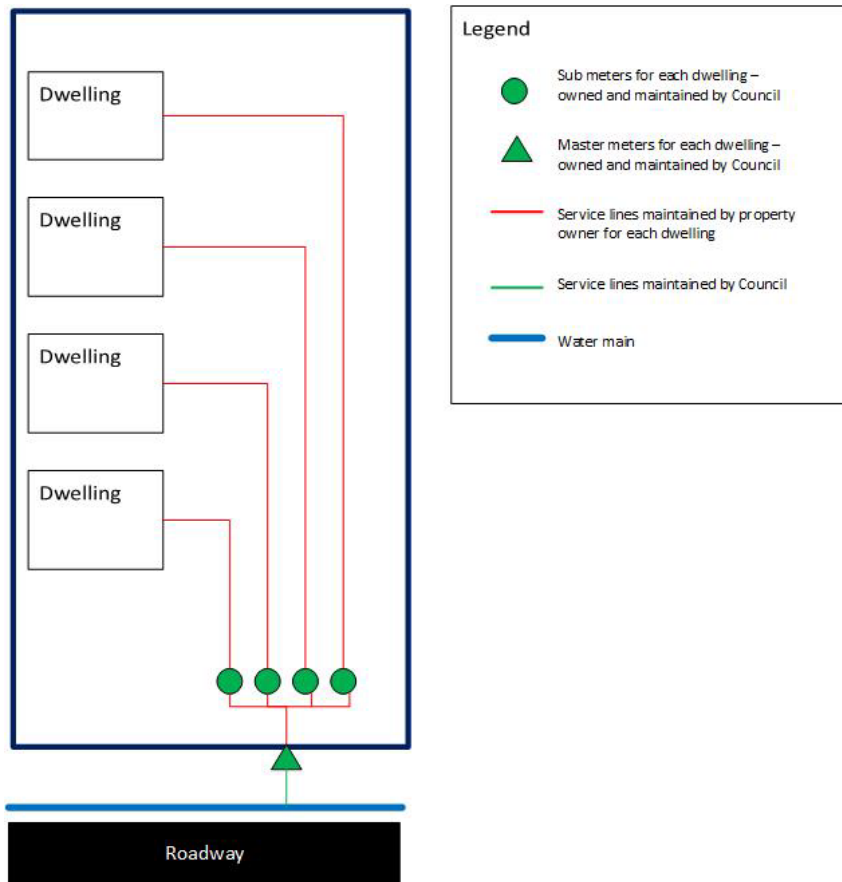 Legend
Sub meters for each dwelling –
owned and maintained by Council
Master meters for each dwelling –
owned and maintained by Council
Service lines maintained by property
owner for each dwelling
Service lines maintained by Council
Water main
Dwelling
Dwelling
Dwelling
Dwelling
Roadway